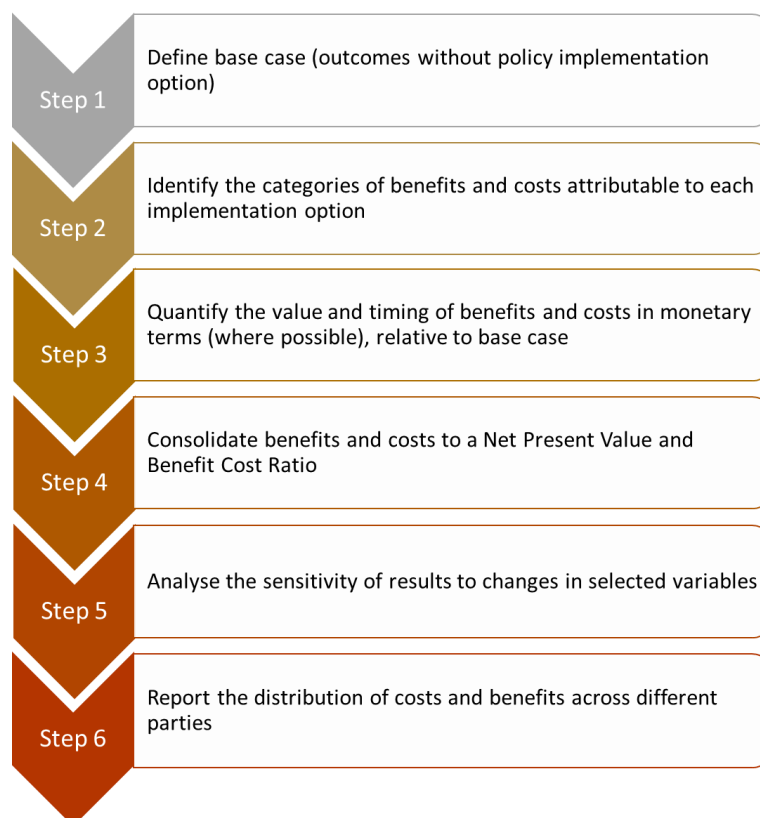 Step 1
Define base case (outcomes without policy implementation
option)
Step 2
Identify the categories of benefits and costs attributable to each
implementation option
Step 3
Quantify the value and timing of benefits and costs in monetary
terms (where possible), relative to base case
Step 4
Consolidate benefits and costs to a Net Present Value and
Benefit Cost Ratio
Step 5
Analyse the sensitivity of results to changes in selected variables
Step 6
Report the distribution of costs and benefits across different
parties